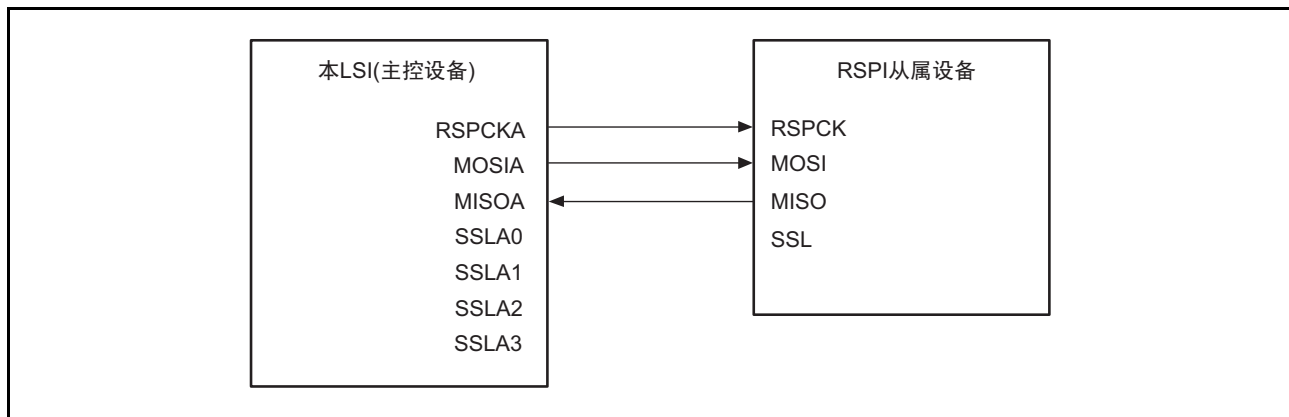 本LSI(主控设备)
RSPCKA
MOSIA
MISOA
SSLA0
SSLA1
SSLA2
SSLA3
RSPI从属设备
RSPCK
MOSI
MISO
SSL